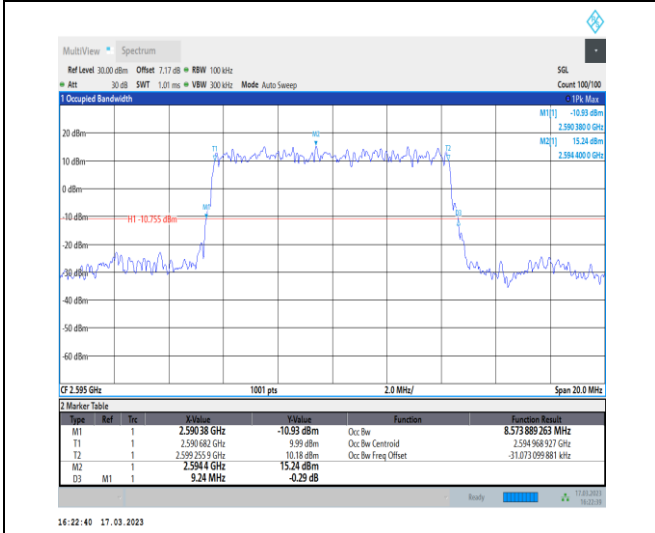 MultiView Spectrum
Ref Level 30.00 dBm Offset 7.17 dB RBW 100 kHz SGL
Att 30 dB SWT 1.01 ms VBW 300 kHz Mode Auto Sweep Count 100/100
1 Occupied Bandwidth 1Pk Max
M1[1] -10.93 dBm
2.590 380 0 GHz
M2[1] 15.24 dBm
2.594 400 0 GHz
20 dBm
M2
T1 T2
10 dBm
0 dBm
M1
D3
-10 dBm
H1 -10.755 dBm
-20 dBm
-30 dBm
-40 dBm
-50 dBm
-60 dBm
CF 2.595 GHz 1001 pts 2.0 MHz/ Span 20.0 MHz
2 Marker Table
Type Ref Trc X-Value Y-Value Function Function Result
M1 1 2.590 38 GHz -10.93 dBm Occ Bw 8.573 889 263 MHz
T1 1 2.590 682 GHz 9.99 dBm Occ Bw Centroid 2.594 968 927 GHz
T2 1 2.599 255 9 GHz 10.18 dBm Occ Bw Freq Offset -31.073 099 881 kHz
M2 1 2.594 4 GHz 15.24 dBm
D3 M1 1 9.24 MHz -0.29 dB
Ready 17.03.2023
16:22:39
16:22:40 17.03.2023